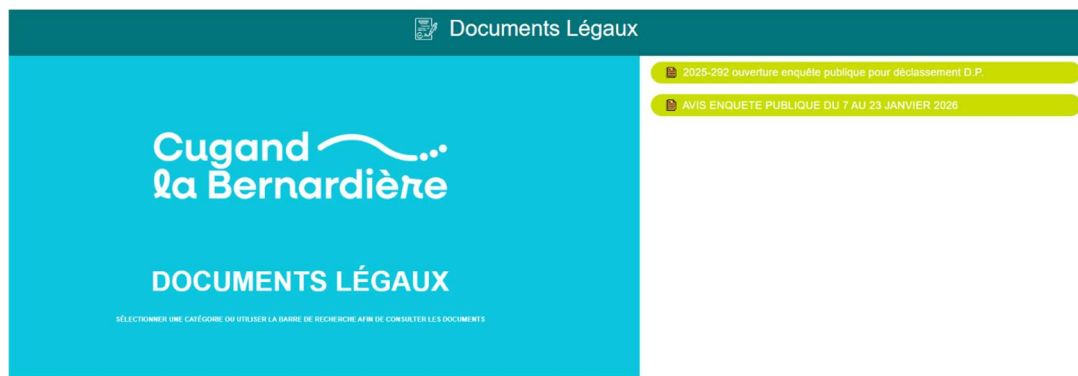 Documents Légaux
Cugand
la Bernardière
DOCUMENTS LÉGAUX
SÉLECTIONNER UNE CATÉGORIE OU UTILISER LA BARRE DE RECHERCHE AFIN DE CONSULTER LES DOCUMENTS
2025-292 ouverture enquête publique pour déclassement D.P.
AVIS ENQUETE PUBLIQUE DU 7 AU 23 JANVIER 2026